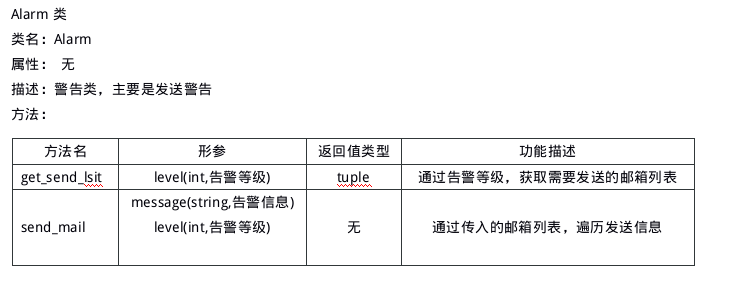 Alarm 类
类名：Alarm
属性： 无
描述：警告类，主要是发送警告
方法：
方法名 形参 返回值类型 功能描述
get_send_lsit level(int,告警等级) tuple 通过告警等级，获取需要发送的邮箱列表
message(string,告警信息)
send_mail level(int,告警等级) 无 通过传入的邮箱列表，遍历发送信息